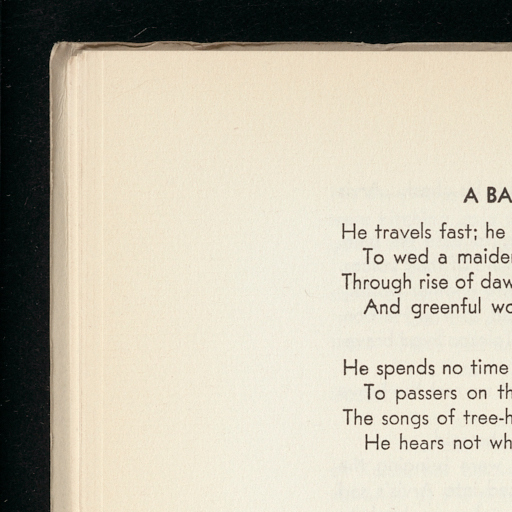 A BA
He travels fast; he
To wed a maide
Through rise of daw
And greenful wo
He spends no time
To passers on th
The songs of tree-h
He hears not wh